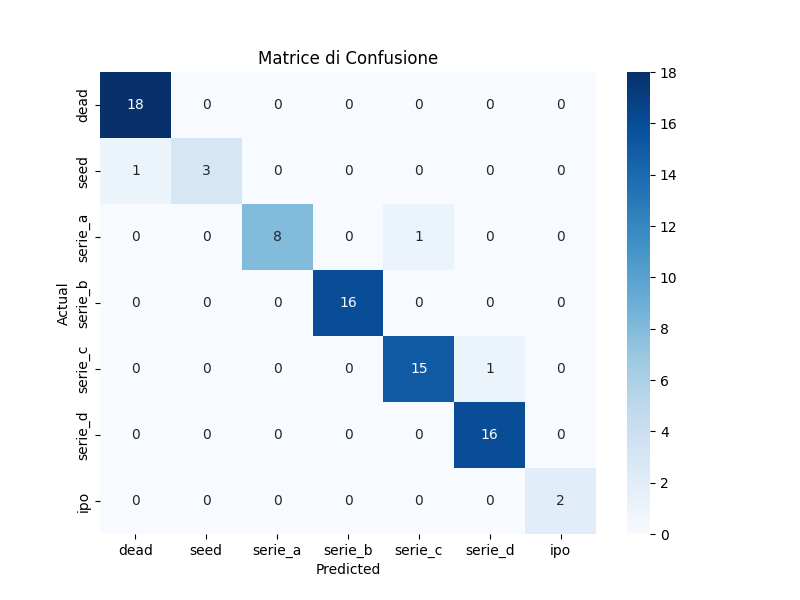 Matrice di Confusione
Actual
dead 18 0 0 0 0 0 0
seed 1 3 0 0 0 0 0
serie_a 0 0 8 0 1 0 0
serie_b 0 0 0 16 0 0 0
serie_c 0 0 0 0 15 1 0
serie_d 0 0 0 0 0 16 0
ipo 0 0 0 0 0 0 2
dead seed serie_a serie_b serie_c serie_d ipo
Predicted
18
16
14
12
10
8
6
4
2
0